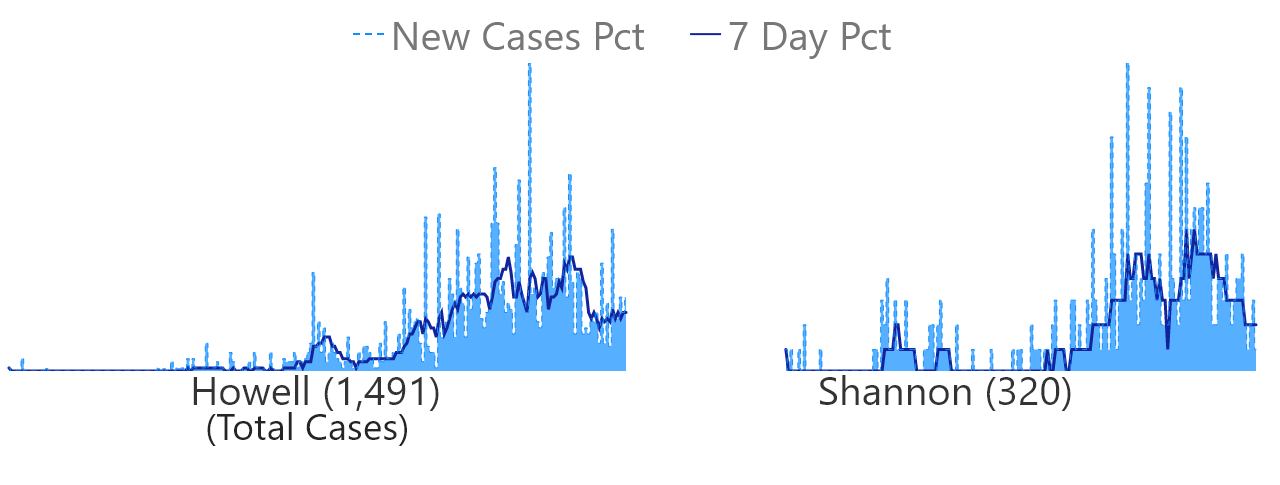 New Cases Pct 7 Day Pct
Howell (1,491)
(Total Cases)
Shannon (320)